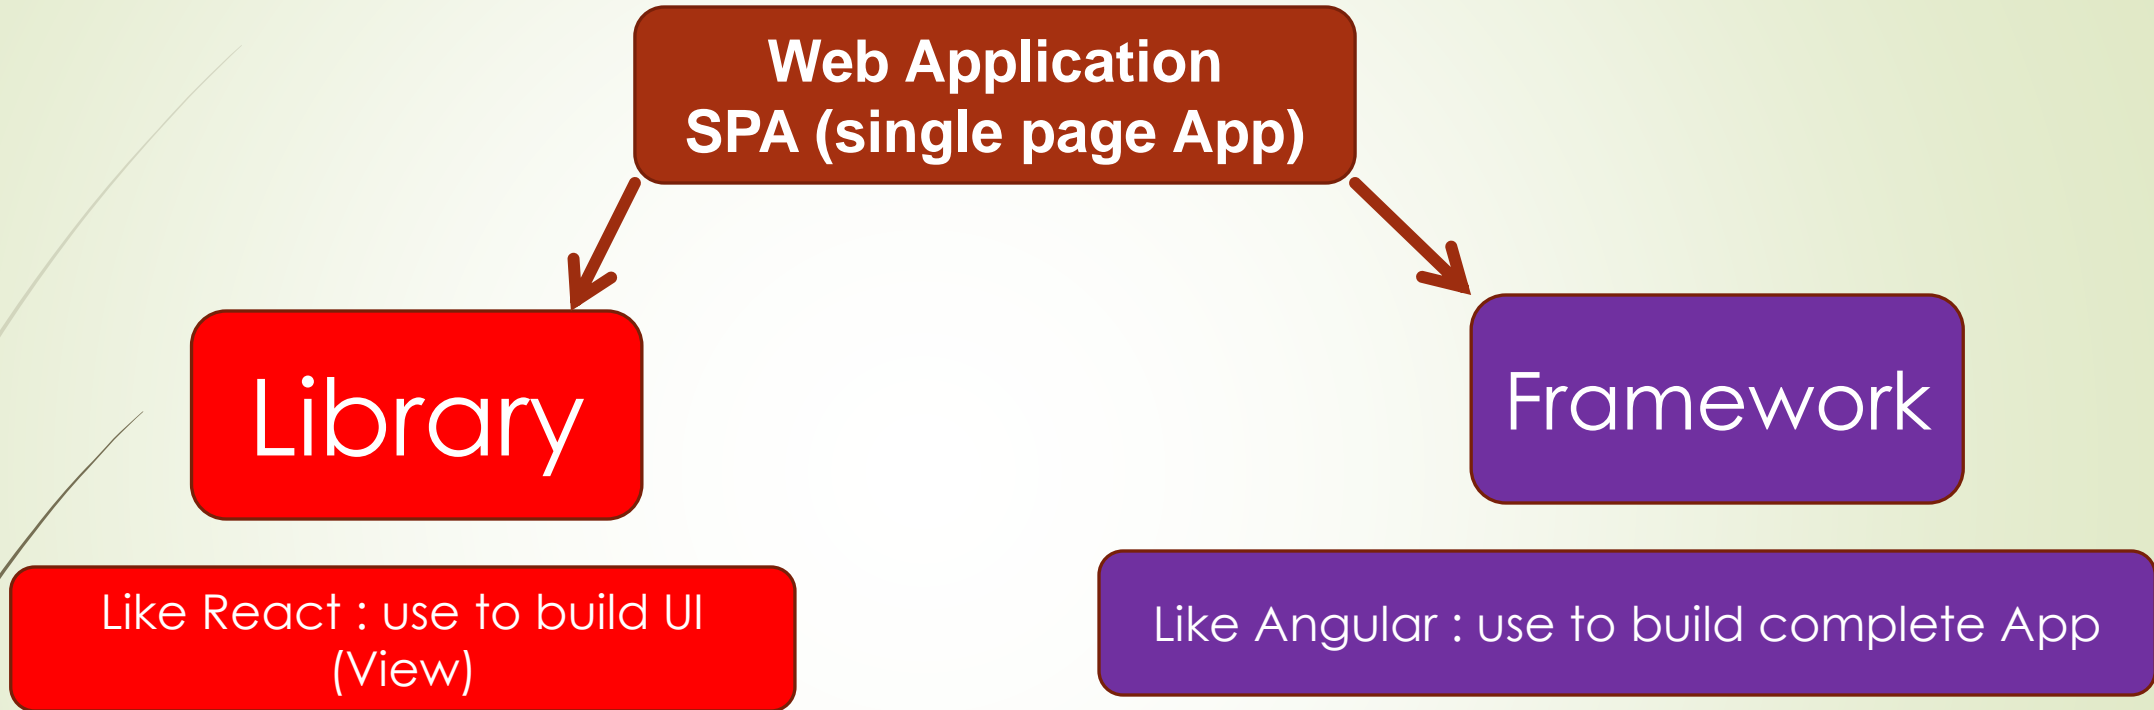 Web Application
SPA (single page App)
Library
Framework
Like React : use to build UI
(View)
Like Angular : use to build complete App